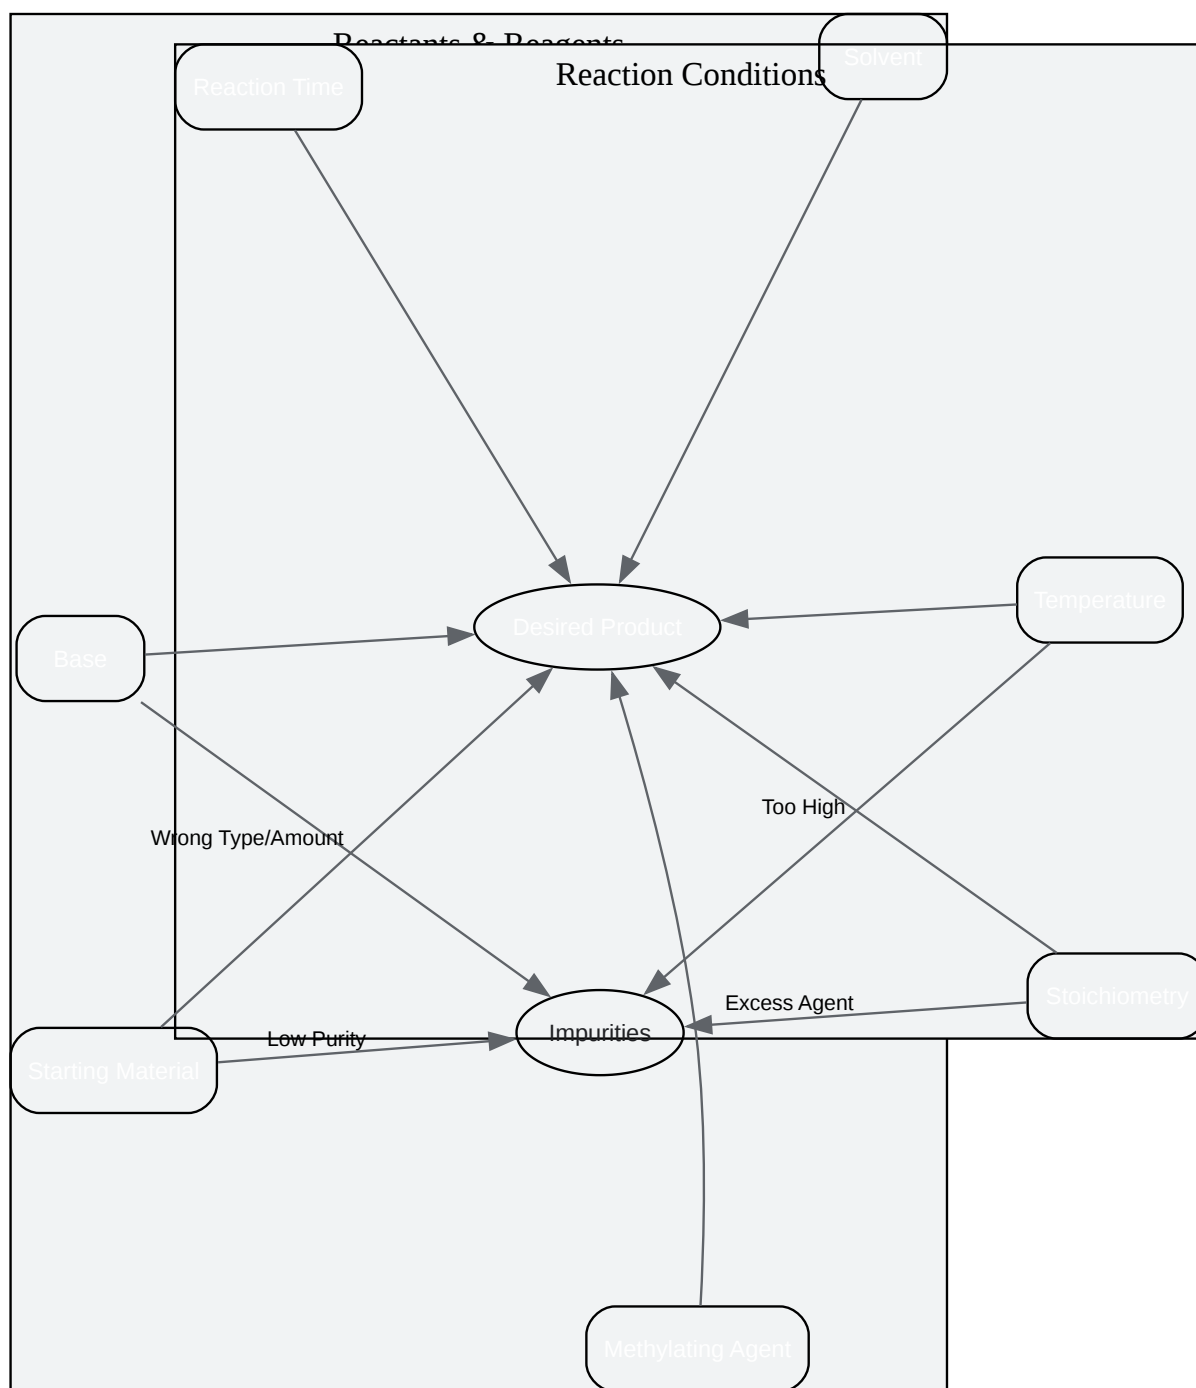 Reactants & Reagents
Solvent
Reaction Conditions
Reaction Time
Temperature
Desired Product
Base
Too High
Wrong Type/Amount
Stoichiometry
Excess Agent
Impurities
Low Purity
Starting Material
Methylating Agent